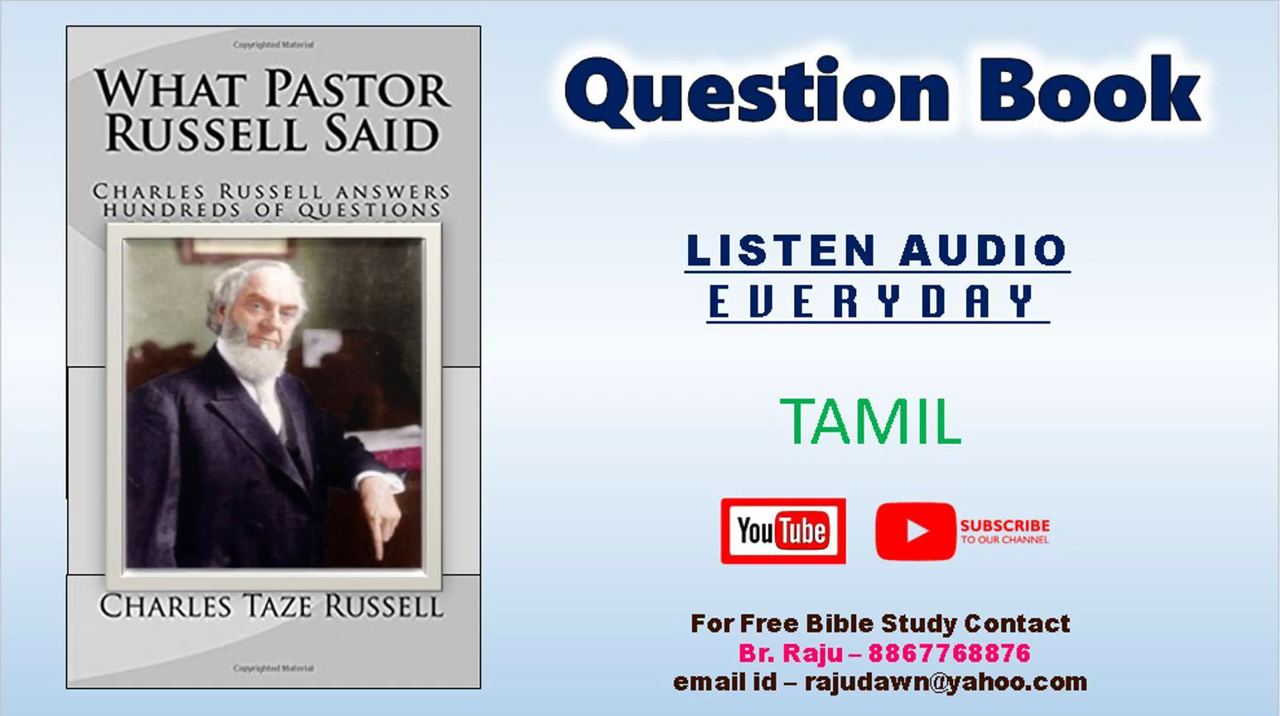 Copyrighted Material
WHAT PASTOR
RUSSELL SAID
CHARLES RUSSELL ANSWERS
HUNDREDS OF QUESTIONS
CHARLES TAZE RUSSELL
Copyrighted Material
Question Book
LISTEN AUDIO
EVERYDAY
TAMIL
YouTube
SUBSCRIBE
TO OUR CHANNEL
For Free Bible Study Contact
Br. Raju – 8867768876
email id – rajudawn@yahoo.com